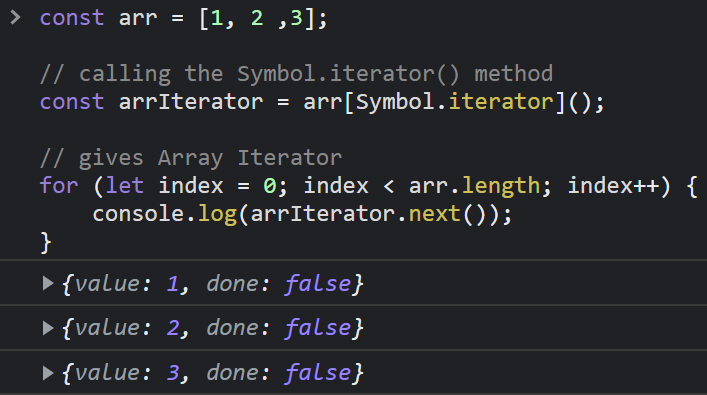 > const arr = [1, 2 ,3];
// calling the Symbol.iterator() method
const arrIterator = arr[Symbol.iterator]();
// gives Array Iterator
for (let index = 0; index < arr.length; index++) {
    console.log(arrIterator.next());
}
▶ {value: 1, done: false}
▶ {value: 2, done: false}
▶ {value: 3, done: false}